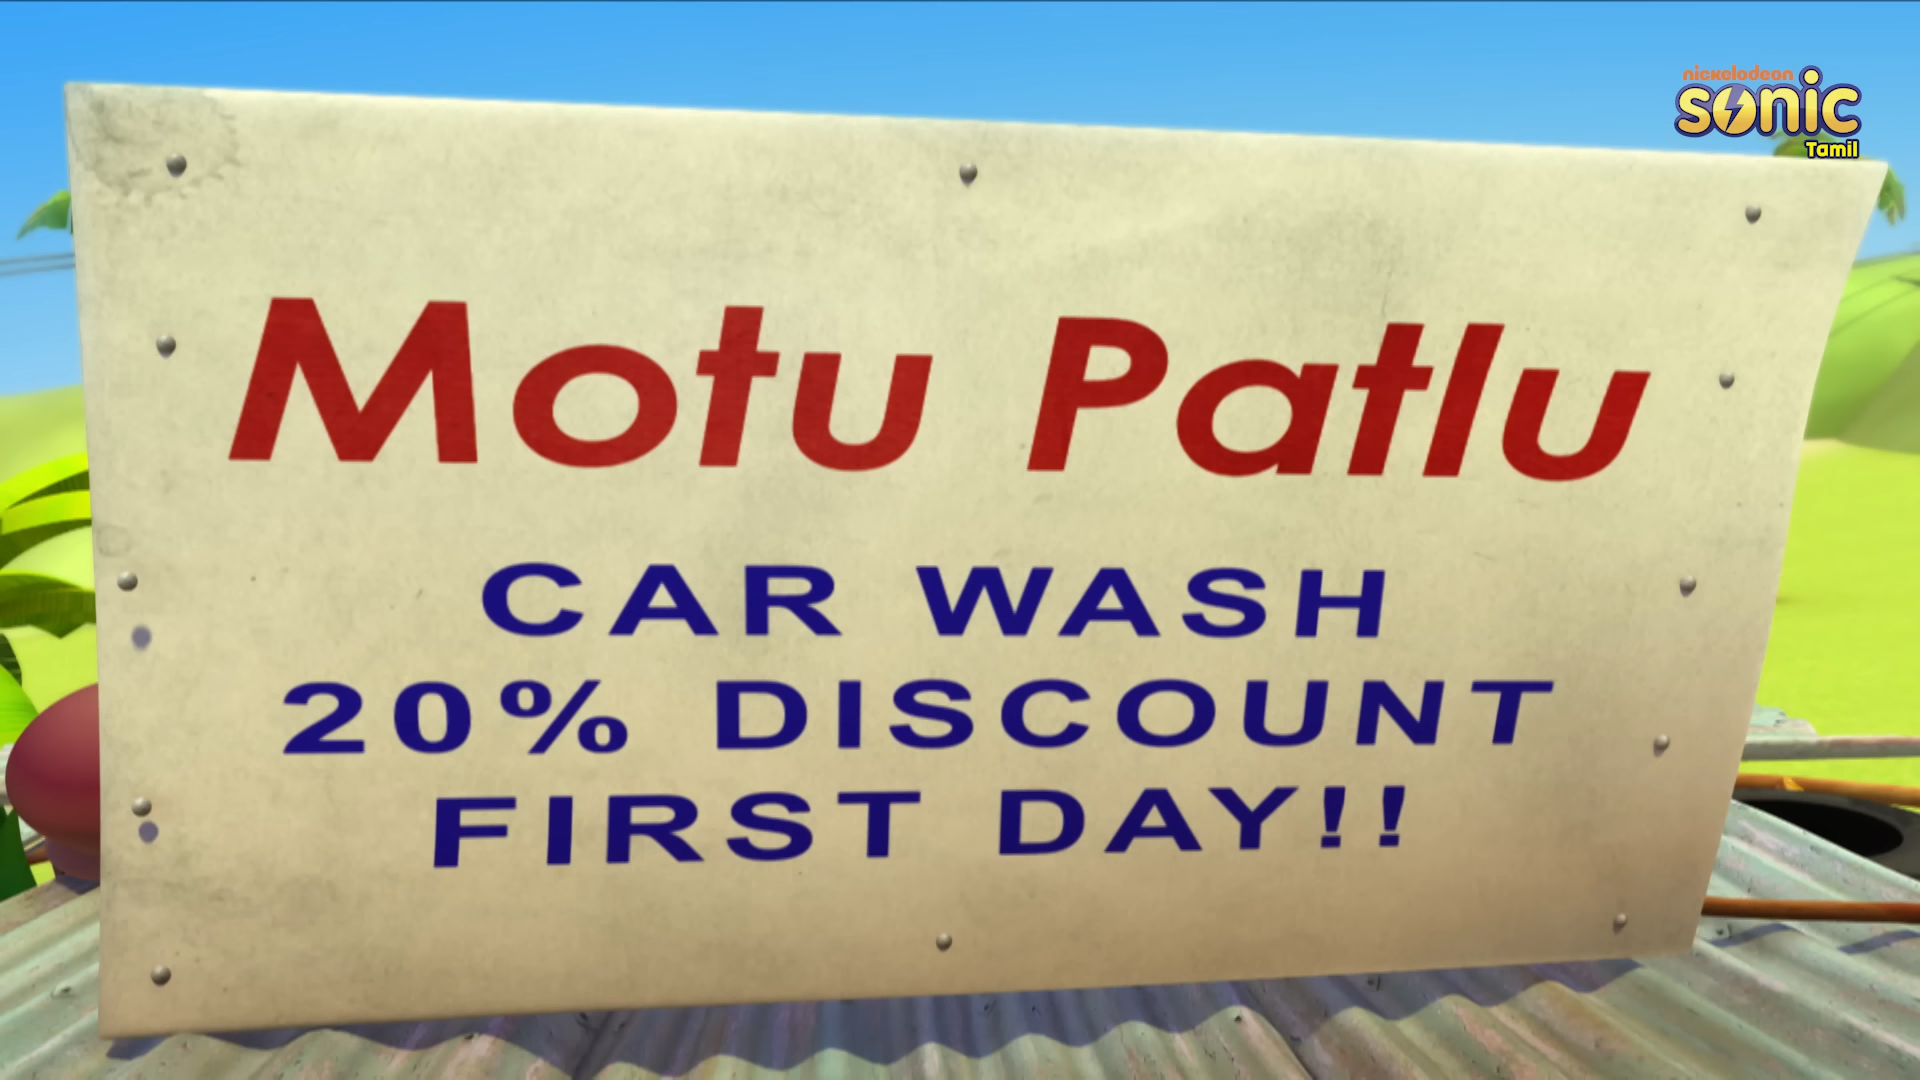 nickelodeon
sonic
Tamil
Motu Patlu
CAR WASH
20% DISCOUNT
FIRST DAY!!